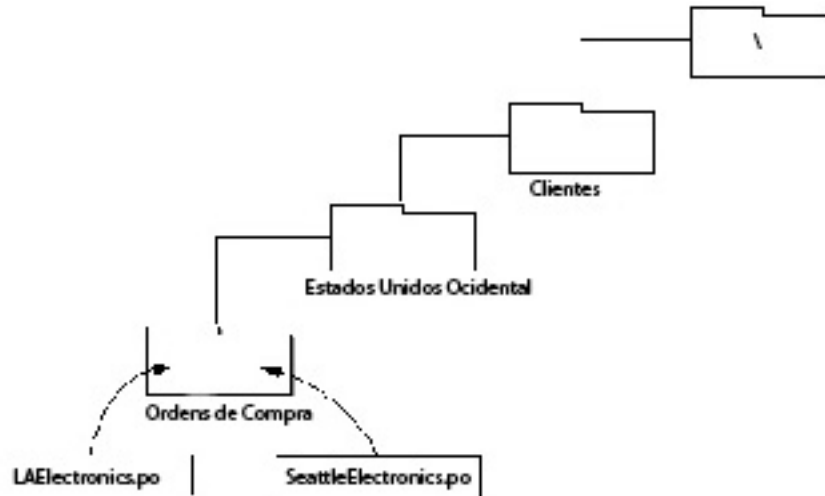 \
Clientes
Estados Unidos Ocidental
Ordens de Compra
LAElectronics.po
SeattleElectronics.po